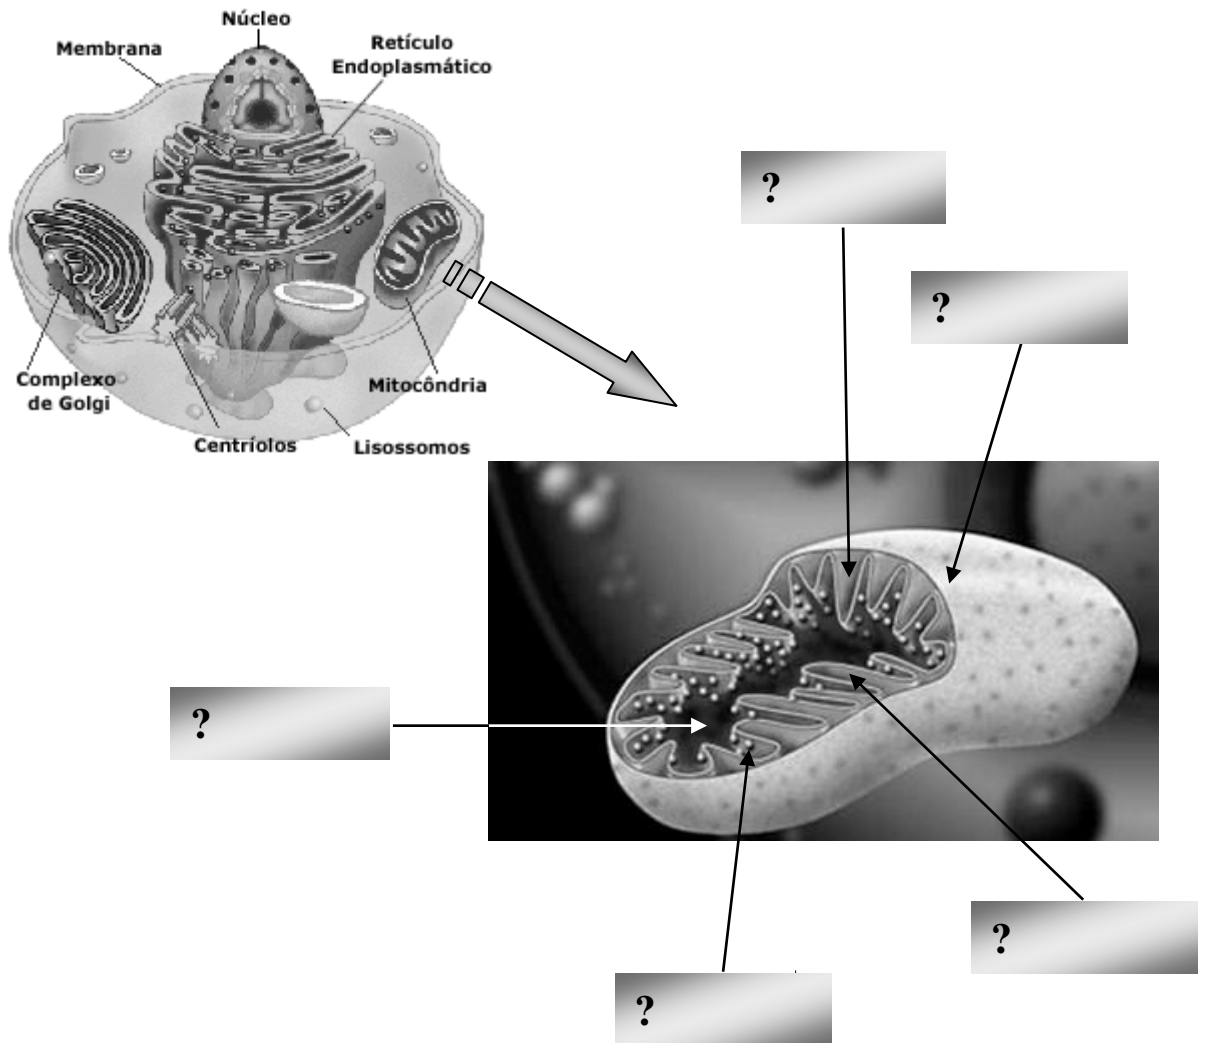 Núcleo
Membrana
Retículo
Endoplasmático
Complexo
de Golgi
Mitocôndria
Centríolos
Lisossomos
?
?
?
?
?